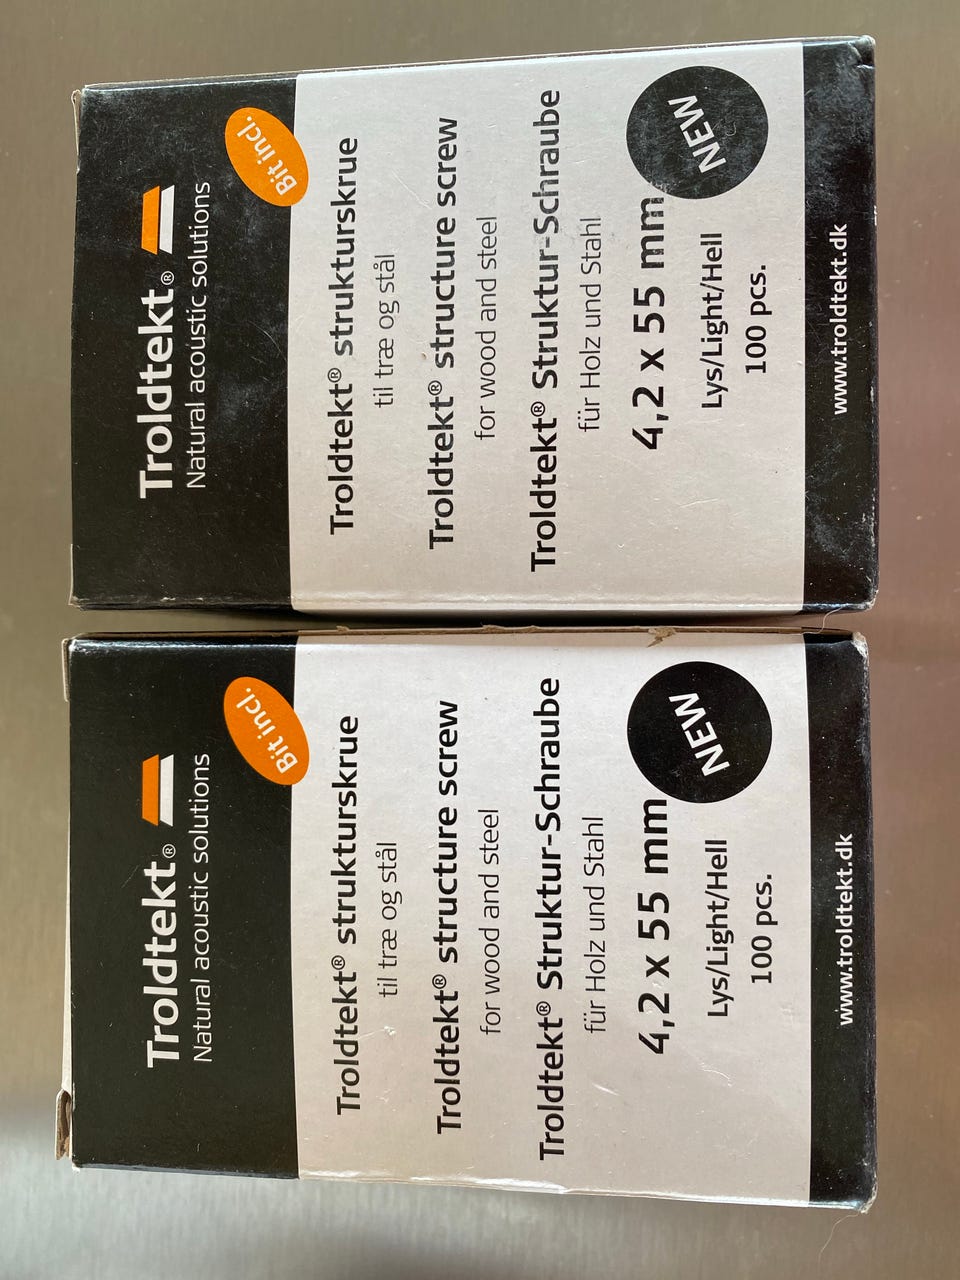 Troldtekt®
Natural acoustic solutions
Bit incl.
Troldtekt® strukturskrue
til træ og stål
Troldtekt® structure screw
for wood and steel
Troldtekt® Struktur-Schraube
für Holz und Stahl
4,2 x 55 mm
NEW
Lys/Light/Hell
100 pcs.
www.troldtekt.dk
Troldtekt®
Natural acoustic solutions
Bit incl.
Troldtekt® strukturskrue
til træ og stål
Troldtekt® structure screw
for wood and steel
Troldtekt® Struktur-Schraube
für Holz und Stahl
4,2 x 55 mm
NEW
Lys/Light/Hell
100 pcs.
www.troldtekt.dk